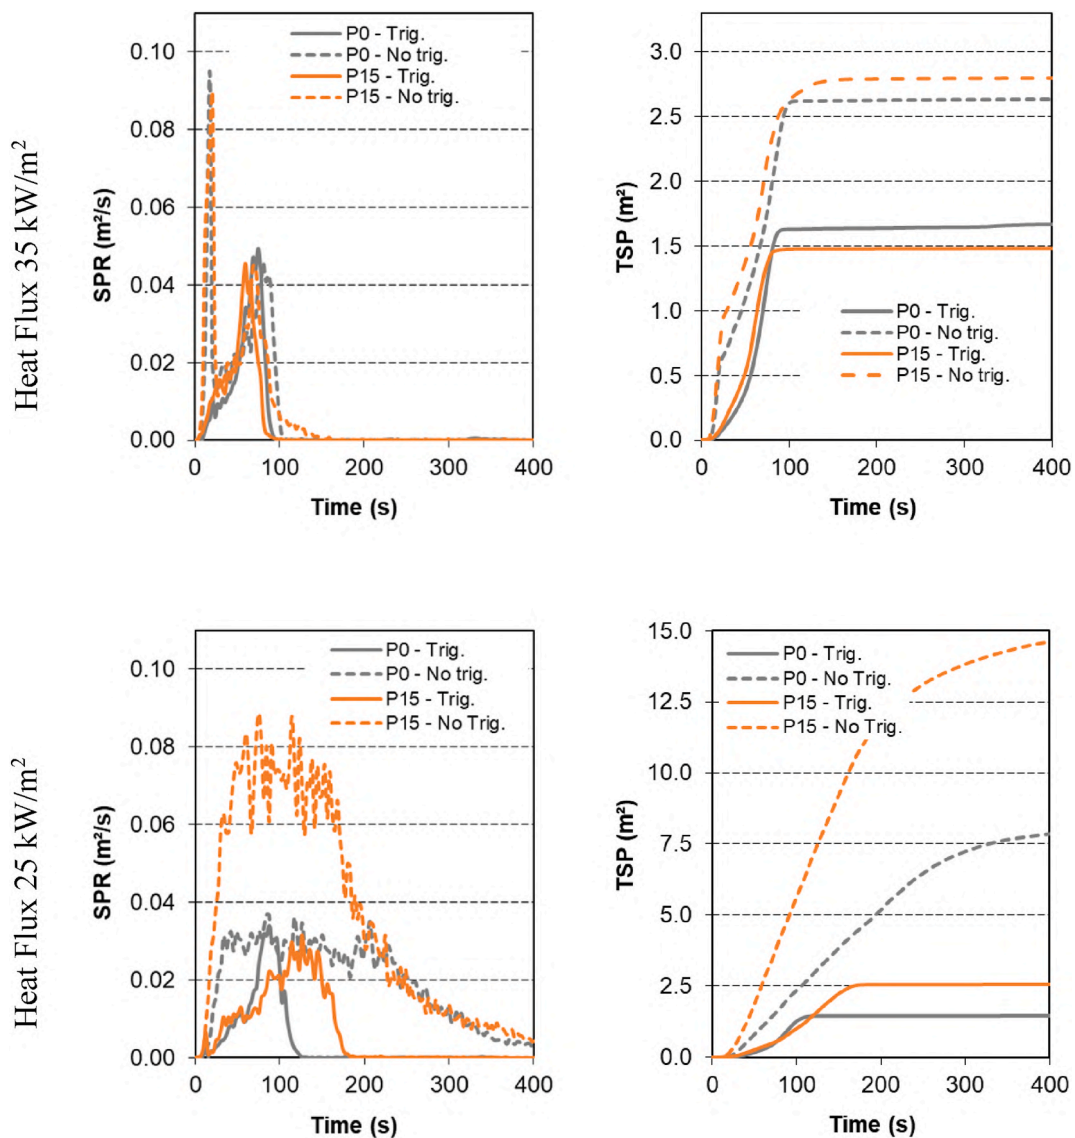 Heat Flux 35 kW/m²
SPR (m²/s)
0.10
0.08
0.06
0.04
0.02
0.00
P0 - Trig.
P0 - No trig.
P15 - Trig.
P15 - No trig.
0 100 200 300 400
Time (s)
TSP (m²)
3.0
2.5
2.0
1.5
1.0
0.5
0.0
P0 - Trig.
P0 - No trig.
P15 - Trig.
P15 - No trig.
0 100 200 300 400
Time (s)
Heat Flux 25 kW/m²
SPR (m²/s)
0.10
0.08
0.06
0.04
0.02
0.00
P0 - Trig.
P0 - No trig.
P15 - Trig.
P15 - No Trig.
0 100 200 300 400
Time (s)
TSP (m²)
15.0
12.5
10.0
7.5
5.0
2.5
0.0
P0 - Trig.
P0 - No Trig.
P15 - Trig.
P15 - No Trig.
0 100 200 300 400
Time (s)